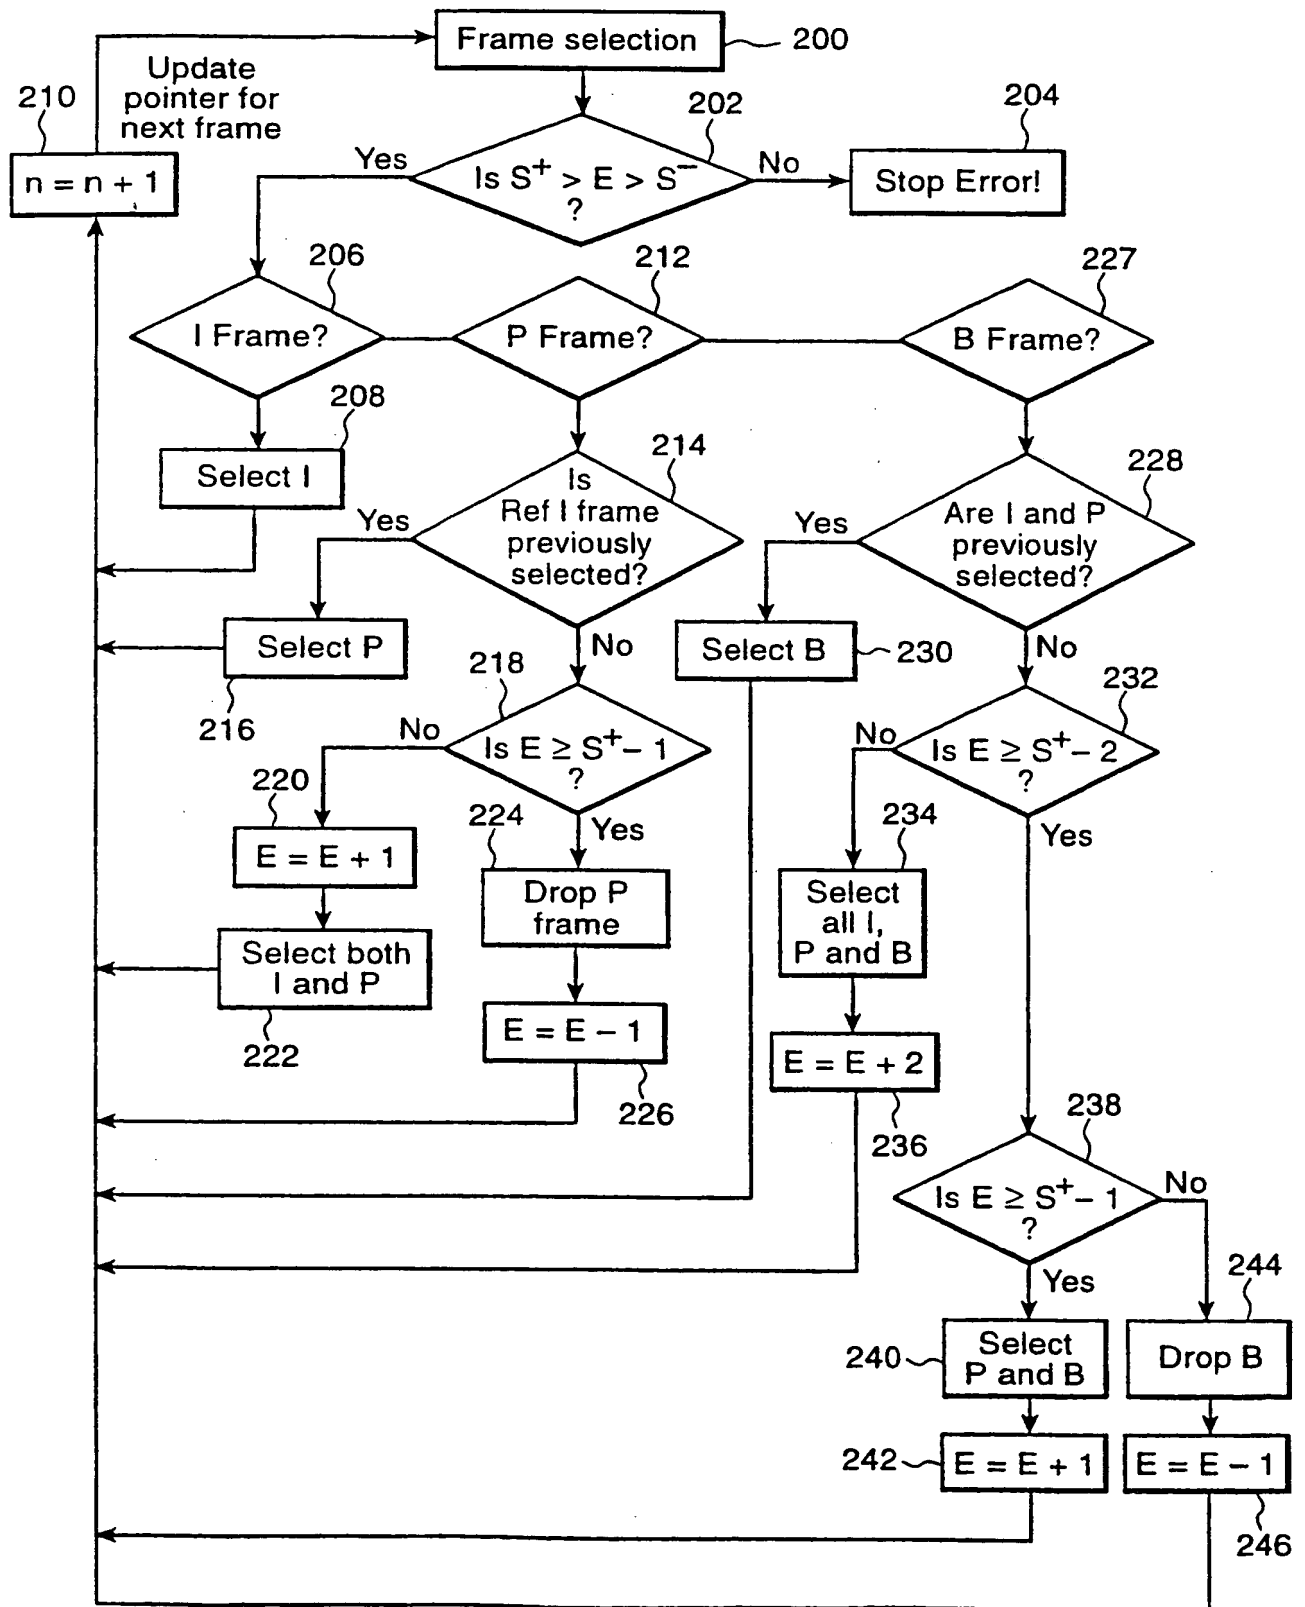 Frame selection
200
Update
pointer for
next frame
210
n = n + 1
202
204
Yes
Is S+ > E > S−
?
No
Stop Error!
206
212
227
I Frame?
P Frame?
B Frame?
208
Select I
214
Is
Ref I frame
previously
selected?
Yes
228
Are I and P
previously
selected?
Yes
Select P
216
No
Select B
230
No
218
Is E ≥ S+ − 1
?
No
Yes
232
Is E ≥ S+ − 2
?
No
Yes
220
E = E + 1
224
Drop P
frame
234
Select
all I,
P and B
Select both
I and P
222
E = E − 1
226
E = E + 2
236
238
Is E ≥ S+ − 1
?
No
Yes
244
240
Select
P and B
Drop B
242
E = E + 1
E = E − 1
246